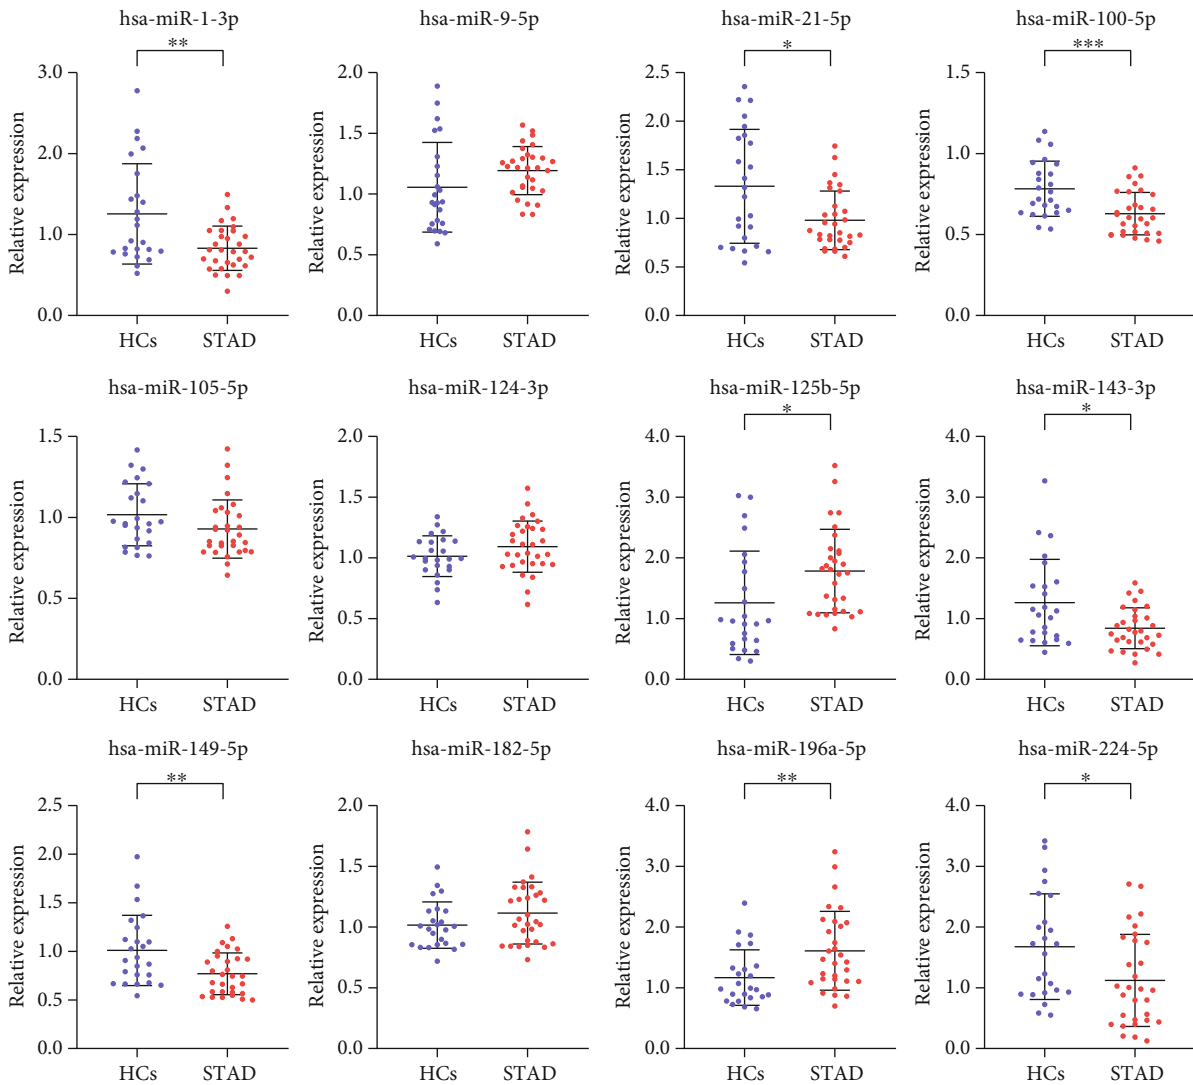 hsa-miR-1-3p
**
Relative expression
3.0
2.0
1.0
0.0
HCs STAD
hsa-miR-9-5p
Relative expression
2.0
1.5
1.0
0.5
0.0
HCs STAD
hsa-miR-21-5p
*
Relative expression
2.5
2.0
1.5
1.0
0.5
0.0
HCs STAD
hsa-miR-100-5p
***
Relative expression
1.5
1.0
0.5
0.0
HCs STAD
hsa-miR-105-5p
Relative expression
1.5
1.0
0.5
0.0
HCs STAD
hsa-miR-124-3p
Relative expression
2.0
1.5
1.0
0.5
0.0
HCs STAD
hsa-miR-125b-5p
*
Relative expression
4.0
3.0
2.0
1.0
0.0
HCs STAD
hsa-miR-143-3p
*
Relative expression
4.0
3.0
2.0
1.0
0.0
HCs STAD
hsa-miR-149-5p
**
Relative expression
2.5
2.0
1.5
1.0
0.5
0.0
HCs STAD
hsa-miR-182-5p
Relative expression
2.0
1.5
1.0
0.5
0.0
HCs STAD
hsa-miR-196a-5p
**
Relative expression
4.0
3.0
2.0
1.0
0.0
HCs STAD
hsa-miR-224-5p
*
Relative expression
4.0
3.0
2.0
1.0
0.0
HCs STAD